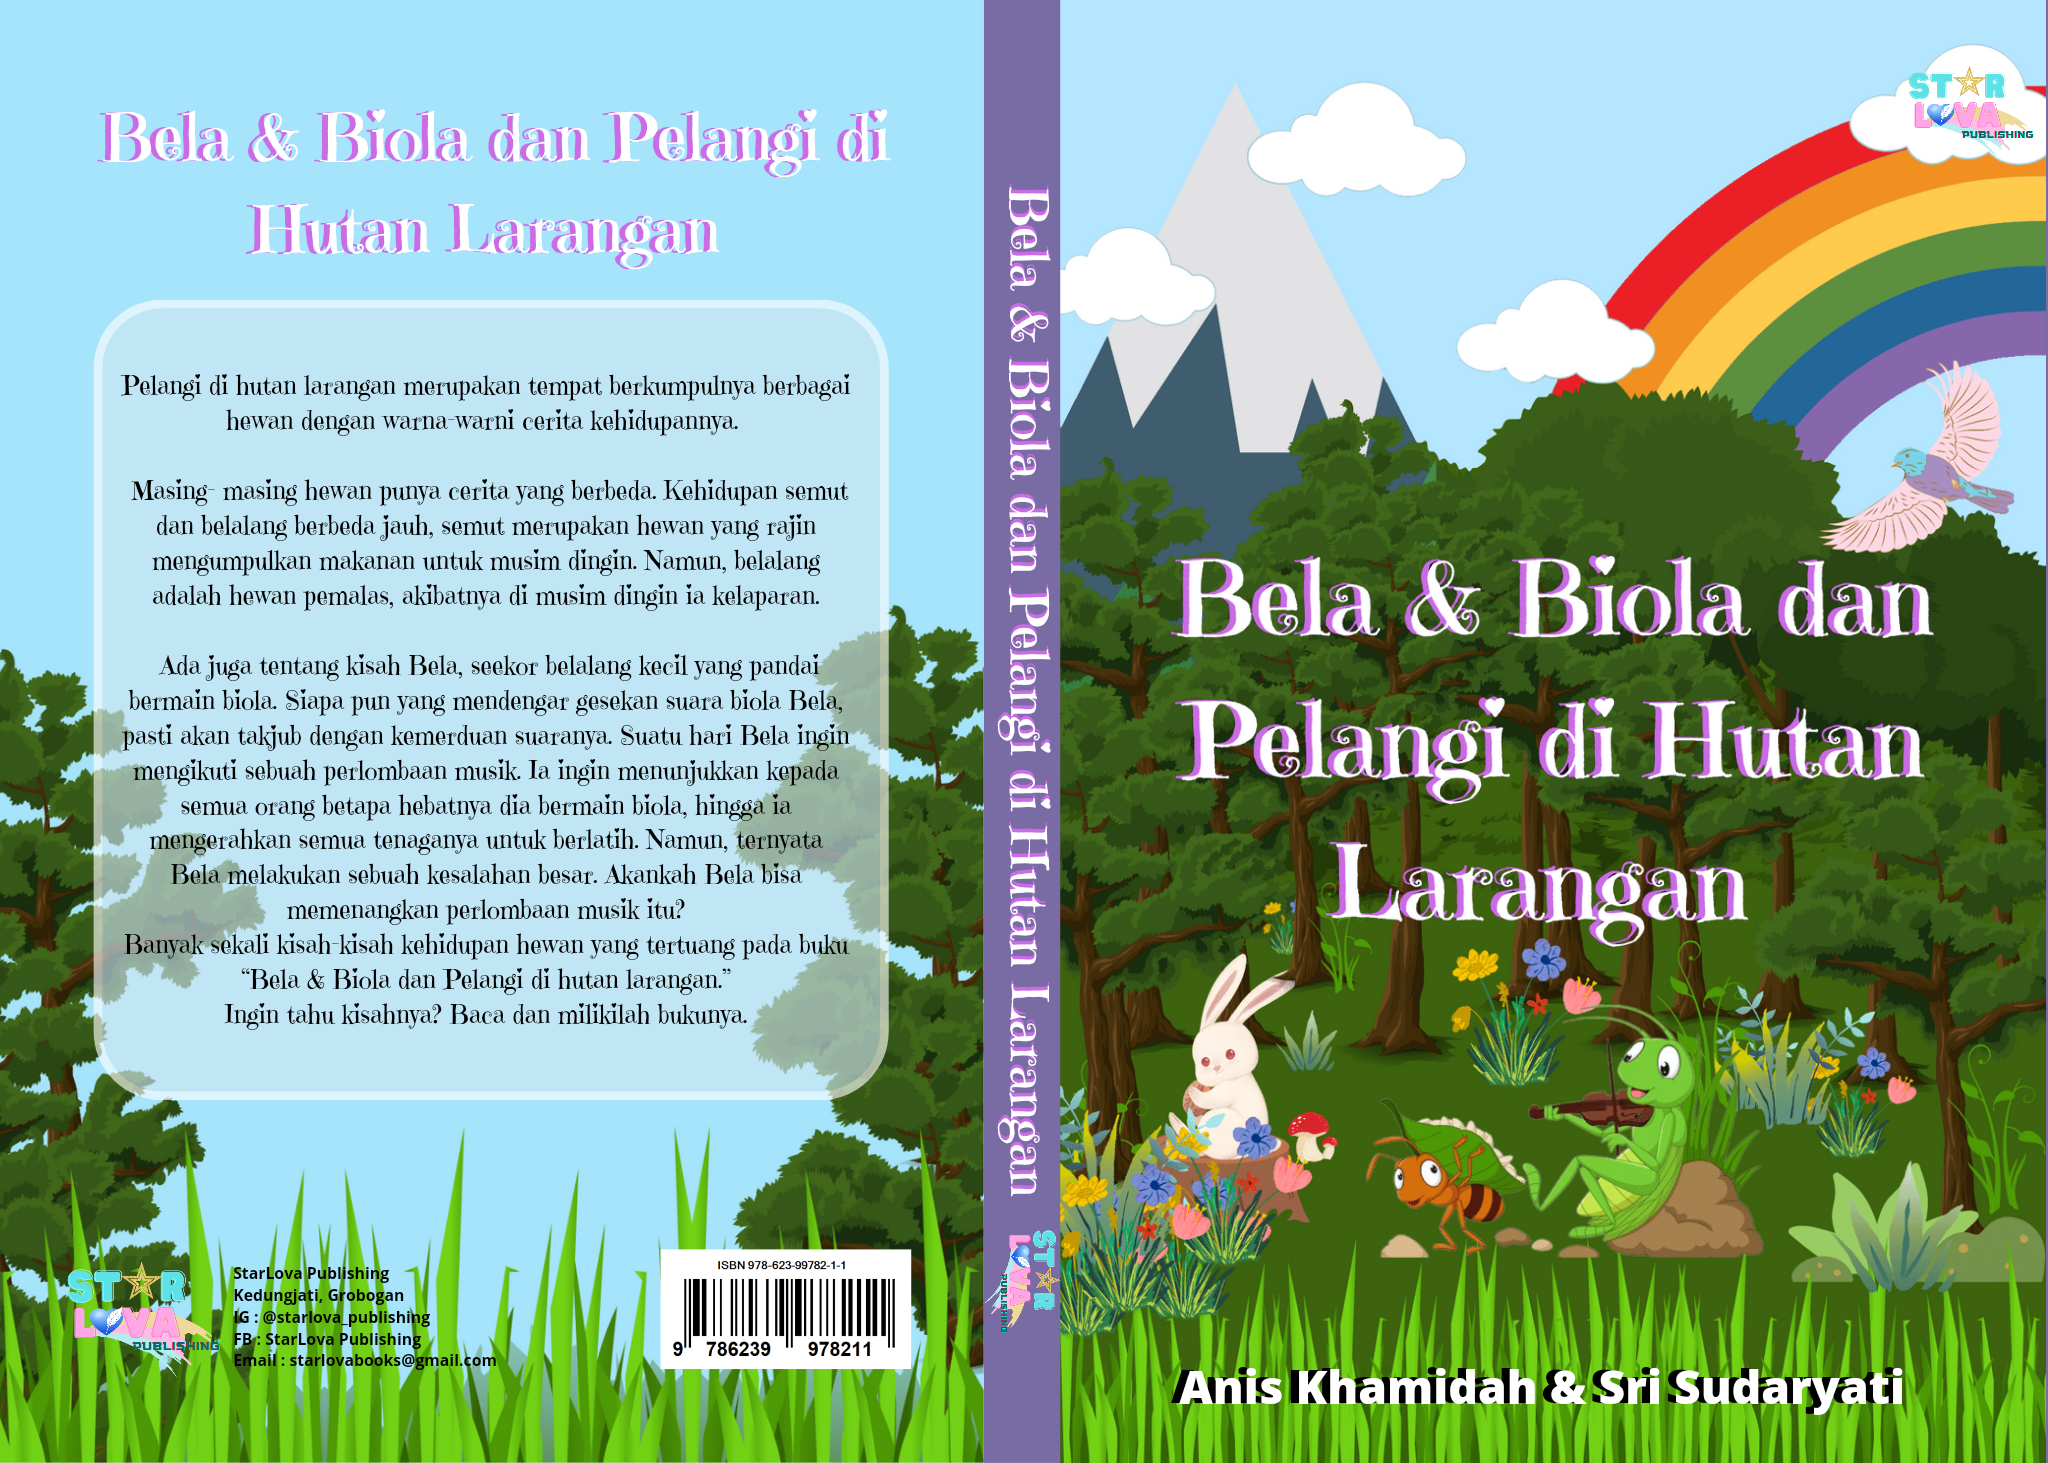 Bela & Biola dan Pelangi di
Hutan Larangan
Pelangi di hutan larangan merupakan tempat berkumpulnya berbagai
hewan dengan warna-warni cerita kehidupannya.
Masing- masing hewan punya cerita yang berbeda. Kehidupan semut
dan belalang berbeda jauh, semut merupakan hewan yang rajin
mengumpulkan makanan untuk musim dingin. Namun, belalang
adalah hewan pemalas, akibatnya di musim dingin ia kelaparan.
Ada juga tentang kisah Bela, seekor belalang kecil yang pandai
bermain biola. Siapa pun yang mendengar gesekan suara biola Bela,
pasti akan takjub dengan kemerduan suaranya. Suatu hari Bela ingin
mengikuti sebuah perlombaan musik. Ia ingin menunjukkan kepada
semua orang betapa hebatnya dia bermain biola, hingga ia
mengerahkan semua tenaganya untuk berlatih. Namun, ternyata
Bela melakukan sebuah kesalahan besar. Akankah Bela bisa
memenangkan perlombaan musik itu?
Banyak sekali kisah-kisah kehidupan hewan yang tertuang pada buku
“Bela & Biola dan Pelangi di hutan larangan.”
Ingin tahu kisahnya? Baca dan milikilah bukunya.
STAR
LOVA
PUBLISHING
StarLova Publishing
Kedungjati, Grobogan
IG : @starlova_publishing
FB : StarLova Publishing
Email : starlovabooks@gmail.com
ISBN 978-623-99782-1-1
9 786239 978211
Bela & Biola dan Pelangi di Hutan Larangan
STAR
LOVA
PUBLISHING
STAR
LOVA
PUBLISHING
Bela & Biola dan
Pelangi di Hutan
Larangan
Anis Khamidah & Sri Sudaryati